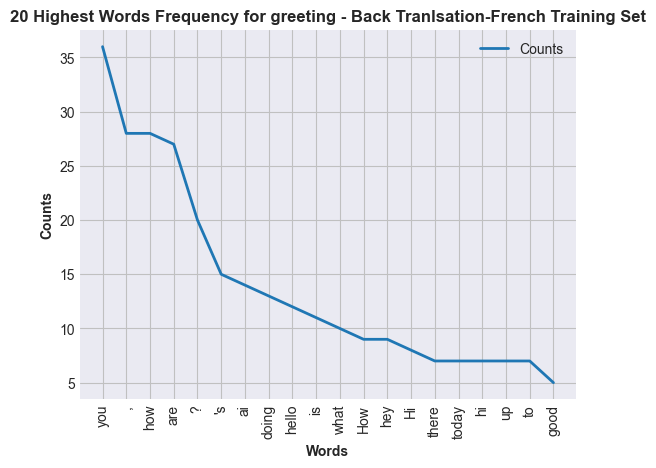 20 Highest Words Frequency for greeting - Back Tranlsation-French Training Set
Counts
35
30
25
20
15
10
5
Counts
you
,
how
are
?
's
ai
doing
hello
is
what
How
hey
Hi
there
today
hi
up
to
good
Words